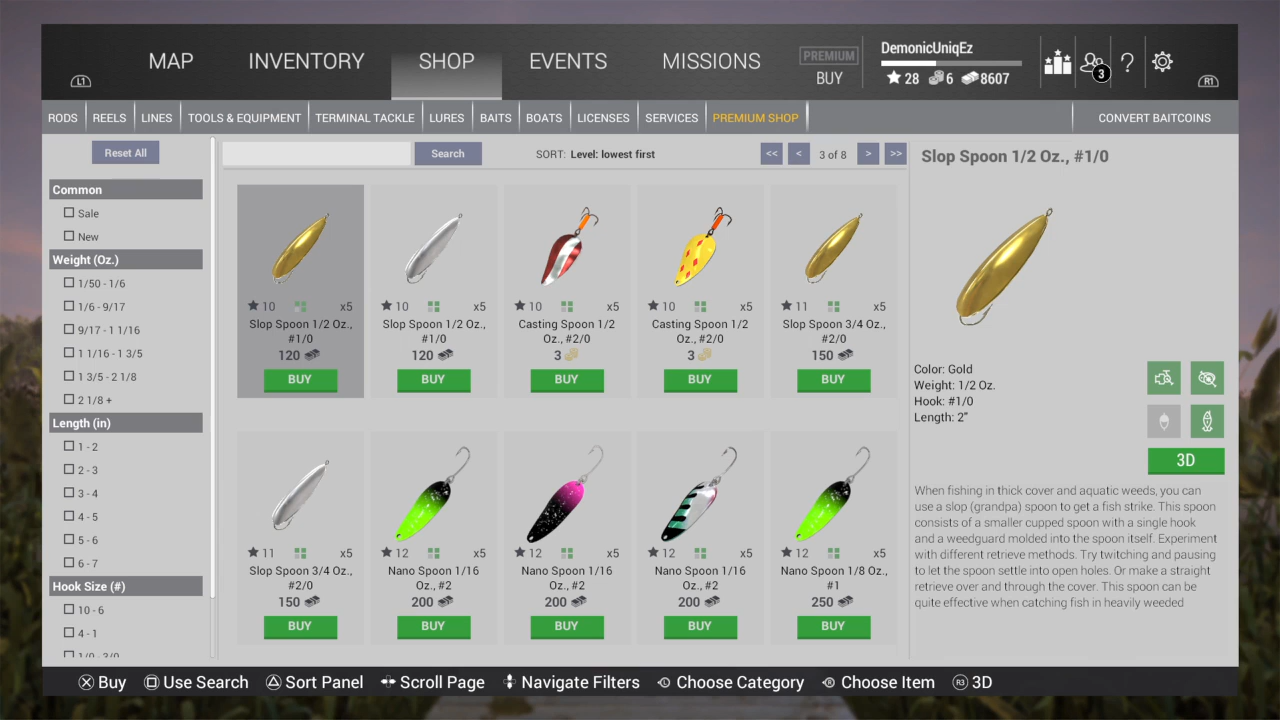 MAP INVENTORY SHOP EVENTS MISSIONS PREMIUM BUY
DemonicUniqEz
28 6 8607
3
?
L1
R1
RODS REELS LINES TOOLS & EQUIPMENT TERMINAL TACKLE LURES BAITS BOATS LICENSES SERVICES PREMIUM SHOP CONVERT BAITCOINS
Reset All
Common
Sale
New
Weight (Oz.)
1/50 - 1/6
1/6 - 9/17
9/17 - 1 1/16
1 1/16 - 1 3/5
1 3/5 - 2 1/8
2 1/8 +
Length (in)
1 - 2
2 - 3
3 - 4
4 - 5
5 - 6
6 - 7
Hook Size (#)
10 - 6
4 - 1
1/0 - 3/0
Search SORT: Level: lowest first << < 3 of 8 > >>
10 x5 10 x5 10 x5 10 x5 11 x5
Slop Spoon 1/2 Oz., Slop Spoon 1/2 Oz., Casting Spoon 1/2 Casting Spoon 1/2 Slop Spoon 3/4 Oz.,
#1/0 #1/0 Oz., #2/0 Oz., #2/0 #2/0
120 120 3 3 150
BUY BUY BUY BUY BUY
11 x5 12 x5 12 x5 12 x5 12 x5
Slop Spoon 3/4 Oz., Nano Spoon 1/16 Nano Spoon 1/16 Nano Spoon 1/16 Nano Spoon 1/8 Oz.,
#2/0 Oz., #2 Oz., #2 Oz., #2 #1
150 200 200 200 250
BUY BUY BUY BUY BUY
Slop Spoon 1/2 Oz., #1/0
Color: Gold
Weight: 1/2 Oz.
Hook: #1/0
Length: 2"
3D
When fishing in thick cover and aquatic weeds, you can
use a slop (grandpa) spoon to get a fish strike. This spoon
consists of a smaller cupped spoon with a single hook
and a weedguard molded into the spoon itself. Experiment
with different retrieve methods. Try twitching and pausing
to let the spoon settle into open holes. Or make a straight
retrieve over and through the cover. This spoon can be
quite effective when catching fish in heavily weeded
Buy Use Search Sort Panel Scroll Page Navigate Filters Choose Category Choose Item R3 3D